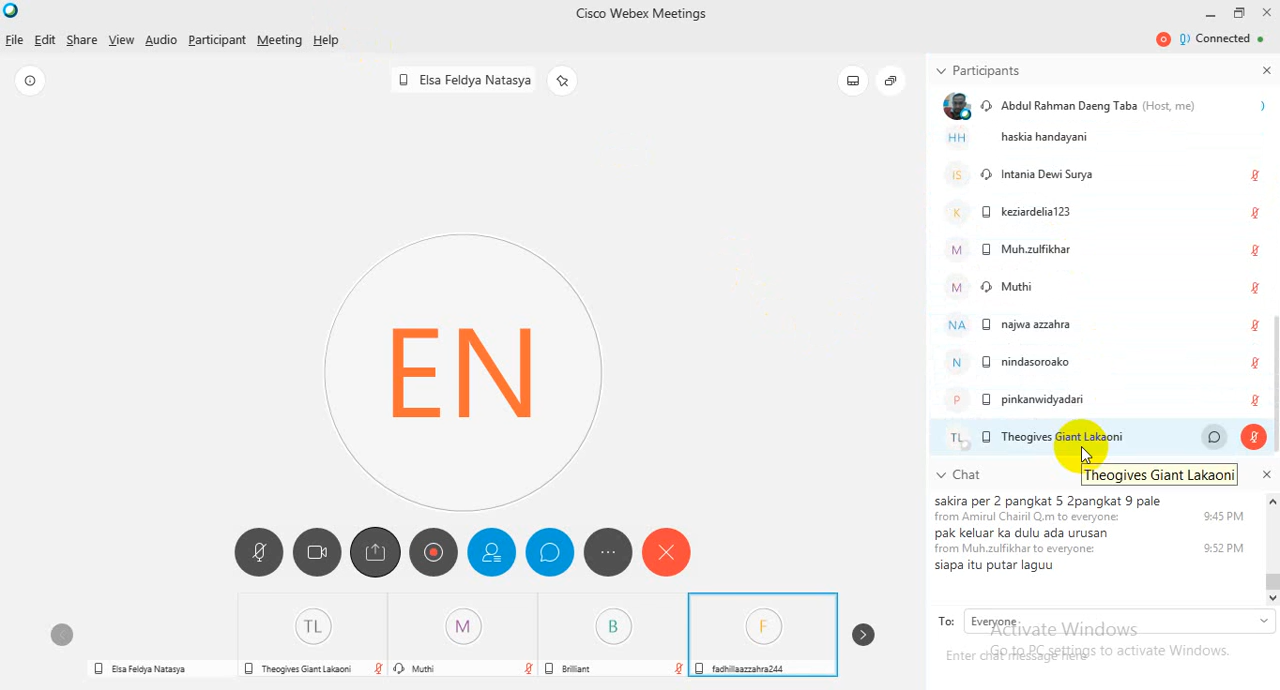 Cisco Webex Meetings
File Edit Share View Audio Participant Meeting Help
Connected
Elsa Feldya Natasya
EN
Elsa Feldya Natasya
TL
Theogives Giant Lakaoni
M
Muthi
B
Brilliant
F
fadhillaazzahra244
Participants
Abdul Rahman Daeng Taba (Host, me)
HH haskia handayani
IS Intania Dewi Surya
K keziardelia123
M Muh.zulfikhar
M Muthi
NA najwa azzahra
N nindasoroako
P pinkanwidyadari
TL Theogives Giant Lakaoni
Theogives Giant Lakaoni
Chat
sakira per 2 pangkat 5 2pangkat 9 pale
from Amirul Chairil Q.m to everyone: 9:45 PM
pak keluar ka dulu ada urusan
from Muh.zulfikhar to everyone: 9:52 PM
siapa itu putar laguu
To: Everyone
Activate Windows
Go to PC settings to activate Windows.
Enter chat message here